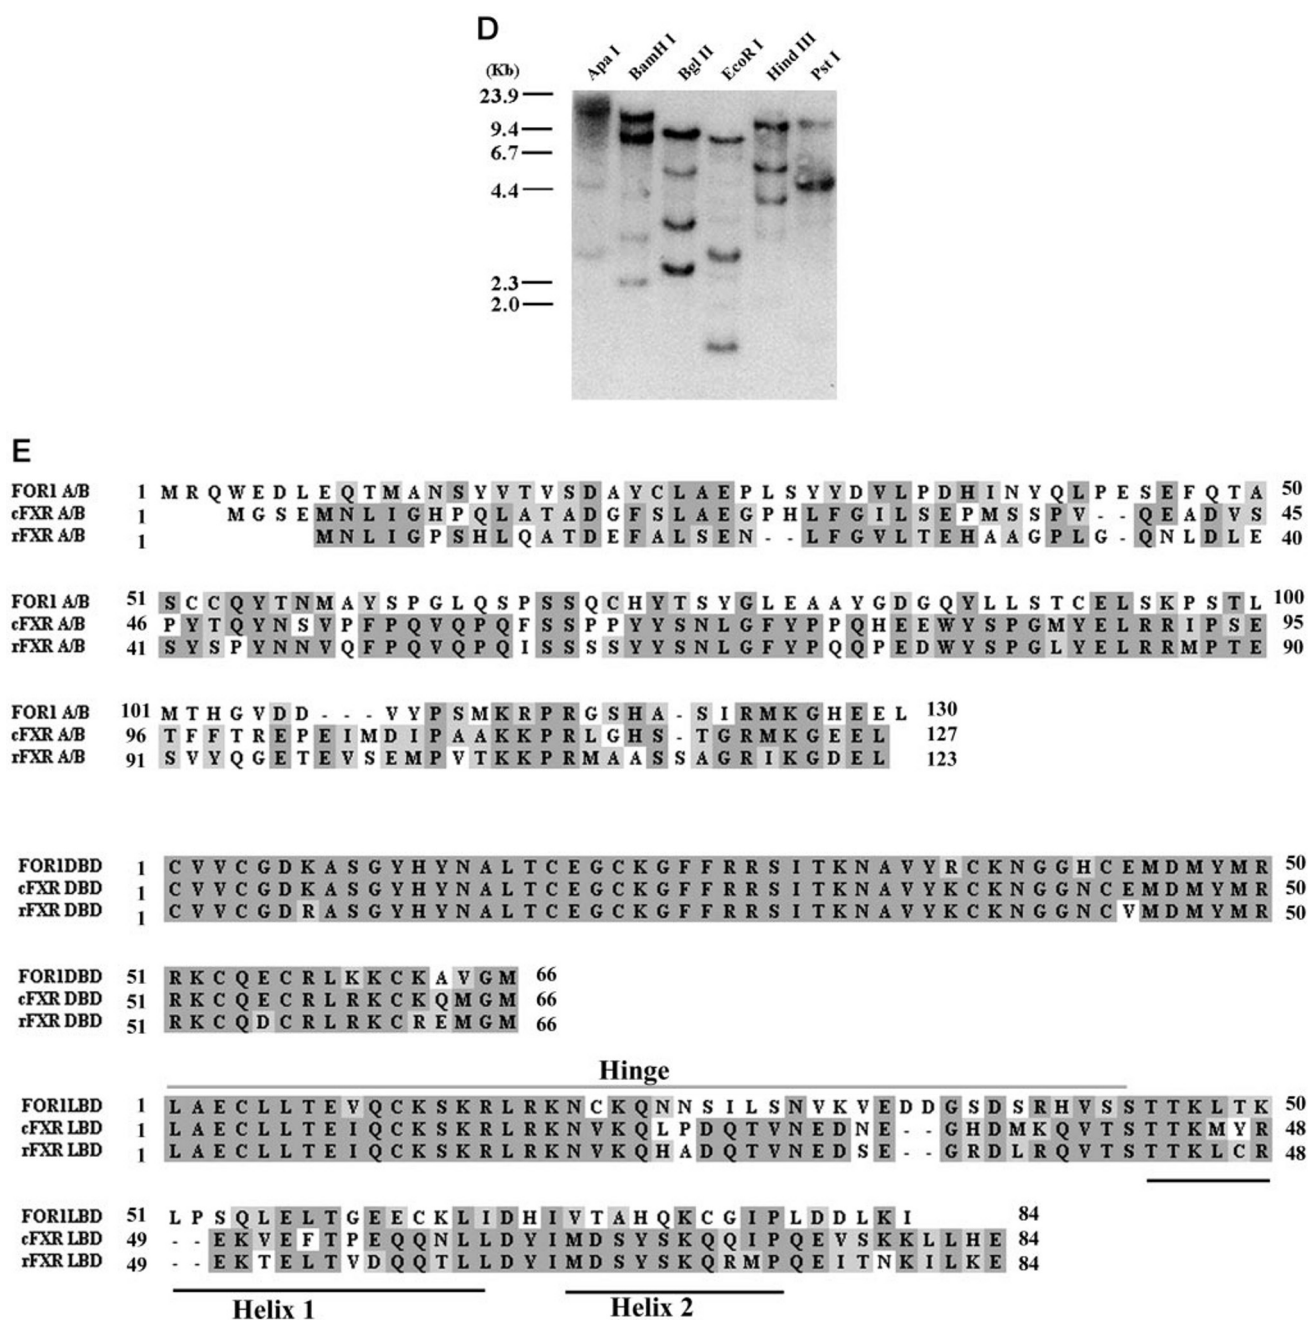 D
Apa I BamH I Bgl II EcoR I Hind III Pst I
(Kb)
23.9
9.4
6.7
4.4
2.3
2.0
E
FOR1 A/B 1 M R Q W E D L E Q T M A N S Y V T V S D A Y C L A E P L S Y Y D V L P D H I N Y Q L P E S E F Q T A 50
cFXR A/B 1 M G S E M N L I G H P Q L A T A D G F S L A E G P H L F G I L S E P M S S P V - - Q E A D V S 45
rFXR A/B 1 M N L I G P S H L Q A T D E F A L S E N - - L F G V L T E H A A G P L G - Q N L D L E 40
FOR1 A/B 51 S C C Q Y T N M A Y S P G L Q S P S S Q C H Y T S Y G L E A A Y G D G Q Y L L S T C E L S K P S T L 100
cFXR A/B 46 P Y T Q Y N S V P F P Q V Q P Q F S S P P Y Y S N L G F Y P P Q H E E W Y S P G M Y E L R R I P S E 95
rFXR A/B 41 S Y S P Y N N V Q F P Q V Q P Q I S S S S Y Y S N L G F Y P Q Q P E D W Y S P G L Y E L R R M P T E 90
FOR1 A/B 101 M T H G V D D - - - V Y P S M K R P R G S H A - S I R M K G H E E L 130
cFXR A/B 96 T F F T R E P E I M D I P A A K K P R L G H S - T G R M K G E E L 127
rFXR A/B 91 S V Y Q G E T E V S E M P V T K K P R M A A S S A G R I K G D E L 123
FOR1DBD 1 C V V C G D K A S G Y H Y N A L T C E G C K G F F R R S I T K N A V Y R C K N G G H C E M D M Y M R 50
cFXR DBD 1 C V V C G D K A S G Y H Y N A L T C E G C K G F F R R S I T K N A V Y K C K N G G N C E M D M Y M R 50
rFXR DBD 1 C V V C G D R A S G Y H Y N A L T C E G C K G F F R R S I T K N A V Y K C K N G G N C V M D M Y M R 50
FOR1DBD 51 R K C Q E C R L K K C K A V G M 66
cFXR DBD 51 R K C Q E C R L R K C K Q M G M 66
rFXR DBD 51 R K C Q D C R L R K C R E M G M 66
Hinge
FOR1LBD 1 L A E C L L T E V Q C K S K R L R K N C K Q N N S I L S N V K V E D D G S D S R H V S S T T K L T K 50
cFXR LBD 1 L A E C L L T E I Q C K S K R L R K N V K Q L P D Q T V N E D N E - - G H D M K Q V T S T T K M Y R 48
rFXR LBD 1 L A E C L L T E I Q C K S K R L R K N V K Q H A D Q T V N E D S E - - G R D L R Q V T S T T K L C R 48
FOR1LBD 51 L P S Q L E L T G E E C K L I D H I V T A H Q K C G I P L D D L K I 84
cFXR LBD 49 - - E K V E F T P E Q Q N L L D Y I M D S Y S K Q Q I P Q E V S K K L L H E 84
rFXR LBD 49 - - E K T E L T V D Q Q T L L D Y I M D S Y S K Q R M P Q E I T N K I L K E 84
Helix 1 Helix 2